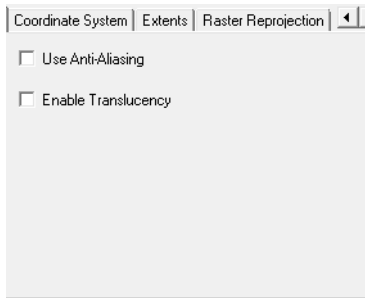 Coordinate System Extents Raster Reprojection
Use Anti-Aliasing
Enable Translucency